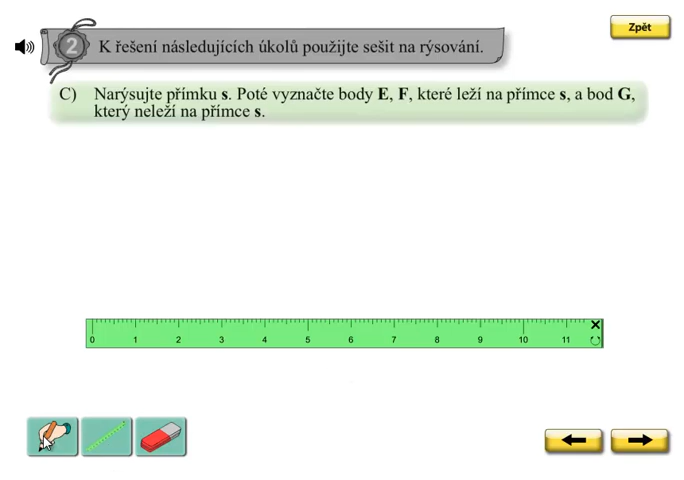 Zpět
2 K řešení následujících úkolů použijte sešit na rýsování.
C) Narýsujte přímku s. Poté vyznačte body E, F, které leží na přímce s, a bod G,
který neleží na přímce s.
0 1 2 3 4 5 6 7 8 9 10 11